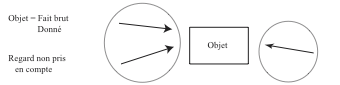 Objet = Fait brut
Donné
Regard non pris
en compte
Objet